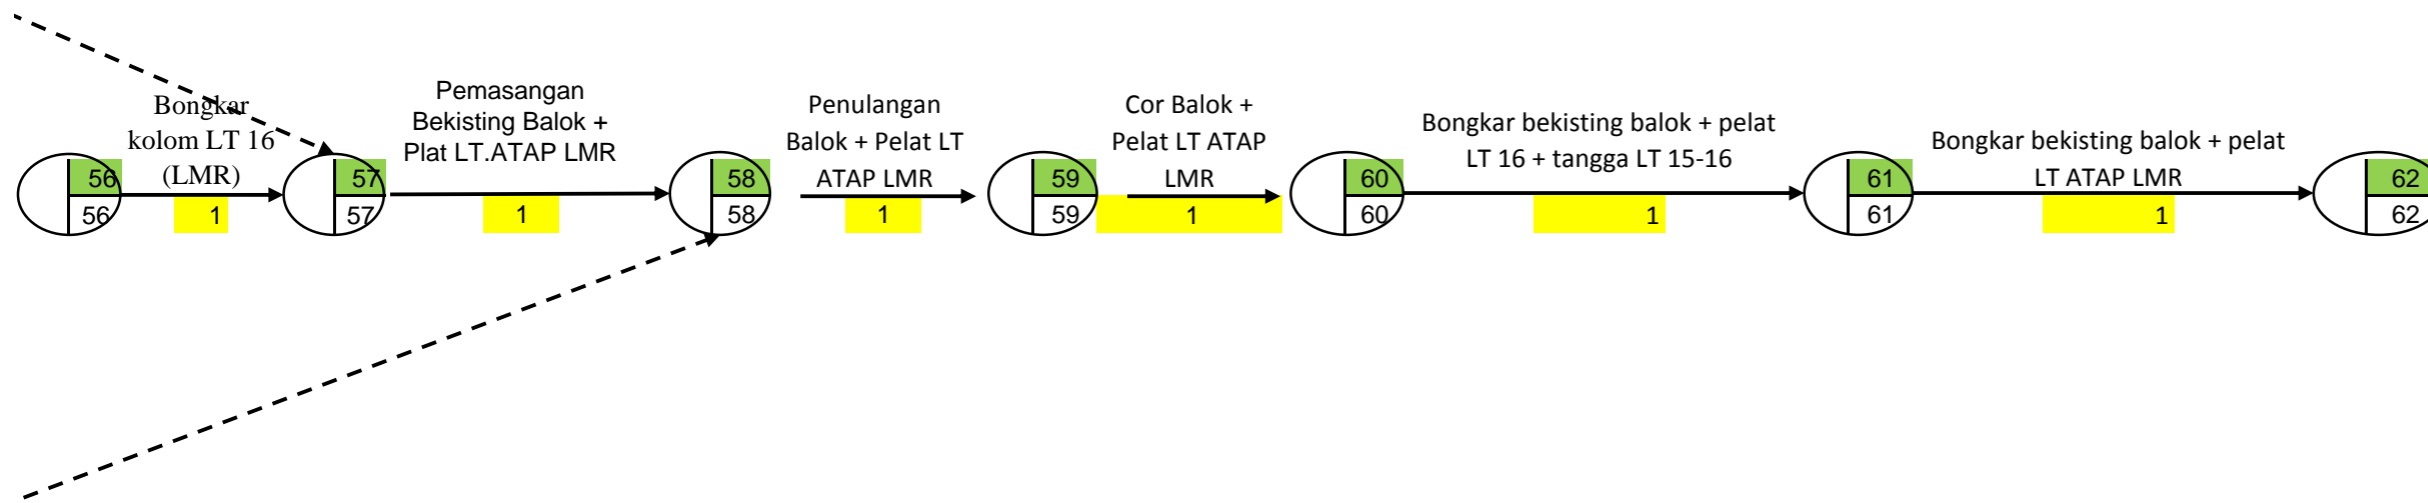 Bongkar
kolom LT 16
(LMR)
Pemasangan
Bekisting Balok +
Plat LT.ATAP LMR
Penulangan
Balok + Pelat LT
ATAP LMR
Cor Balok +
Pelat LT ATAP
LMR
Bongkar bekisting balok + pelat
LT 16 + tangga LT 15-16
Bongkar bekisting balok + pelat
LT ATAP LMR
56
57
58
59
60
61
62
56
1
57
1
58
1
59
1
60
1
61
1
62